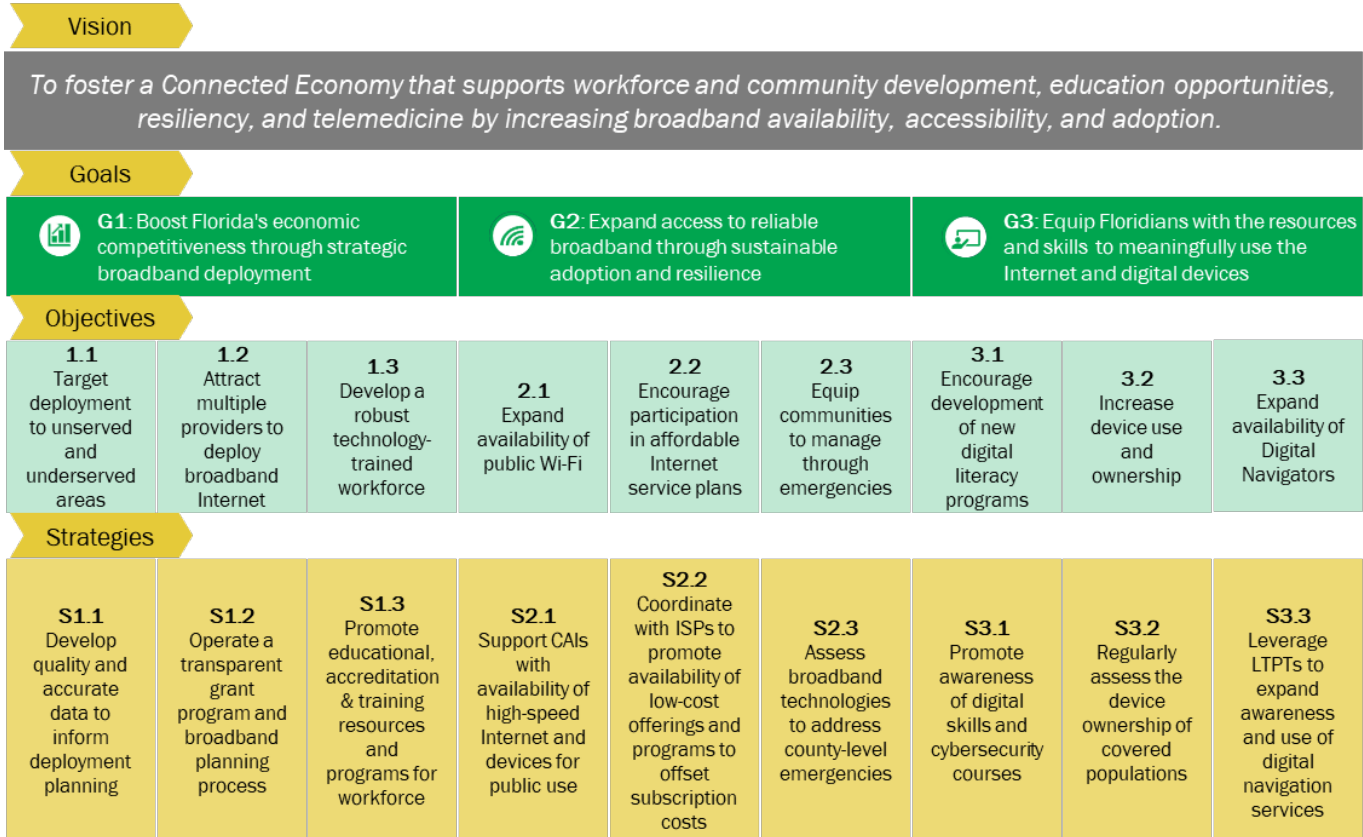 Vision
To foster a Connected Economy that supports workforce and community development, education opportunities,
resiliency, and telemedicine by increasing broadband availability, accessibility, and adoption.
Goals
G1: Boost Florida's economic
competitiveness through strategic
broadband deployment
G2: Expand access to reliable
broadband through sustainable
adoption and resilience
G3: Equip Floridians with the resources
and skills to meaningfully use the
Internet and digital devices
Objectives
1.1
Target
deployment
to unserved
and
underserved
areas
1.2
Attract
multiple
providers to
deploy
broadband
Internet
1.3
Develop a
robust
technology-
trained
workforce
2.1
Expand
availability of
public Wi-Fi
2.2
Encourage
participation
in affordable
Internet
service plans
2.3
Equip
communities
to manage
through
emergencies
3.1
Encourage
development
of new
digital
literacy
programs
3.2
Increase
device use
and
ownership
3.3
Expand
availability of
Digital
Navigators
Strategies
S1.1
Develop
quality and
accurate
data to
inform
deployment
planning
S1.2
Operate a
transparent
grant
program and
broadband
planning
process
S1.3
Promote
educational,
accreditation
& training
resources
and
programs for
workforce
S2.1
Support CAIs
with
availability of
high-speed
Internet and
devices for
public use
S2.2
Coordinate
with ISPs to
promote
availability of
low-cost
offerings and
programs to
offset
subscription
costs
S2.3
Assess
broadband
technologies
to address
county-level
emergencies
S3.1
Promote
awareness
of digital
skills and
cybersecurity
courses
S3.2
Regularly
assess the
device
ownership of
covered
populations
S3.3
Leverage
LTPTs to
expand
awareness
and use of
digital
navigation
services